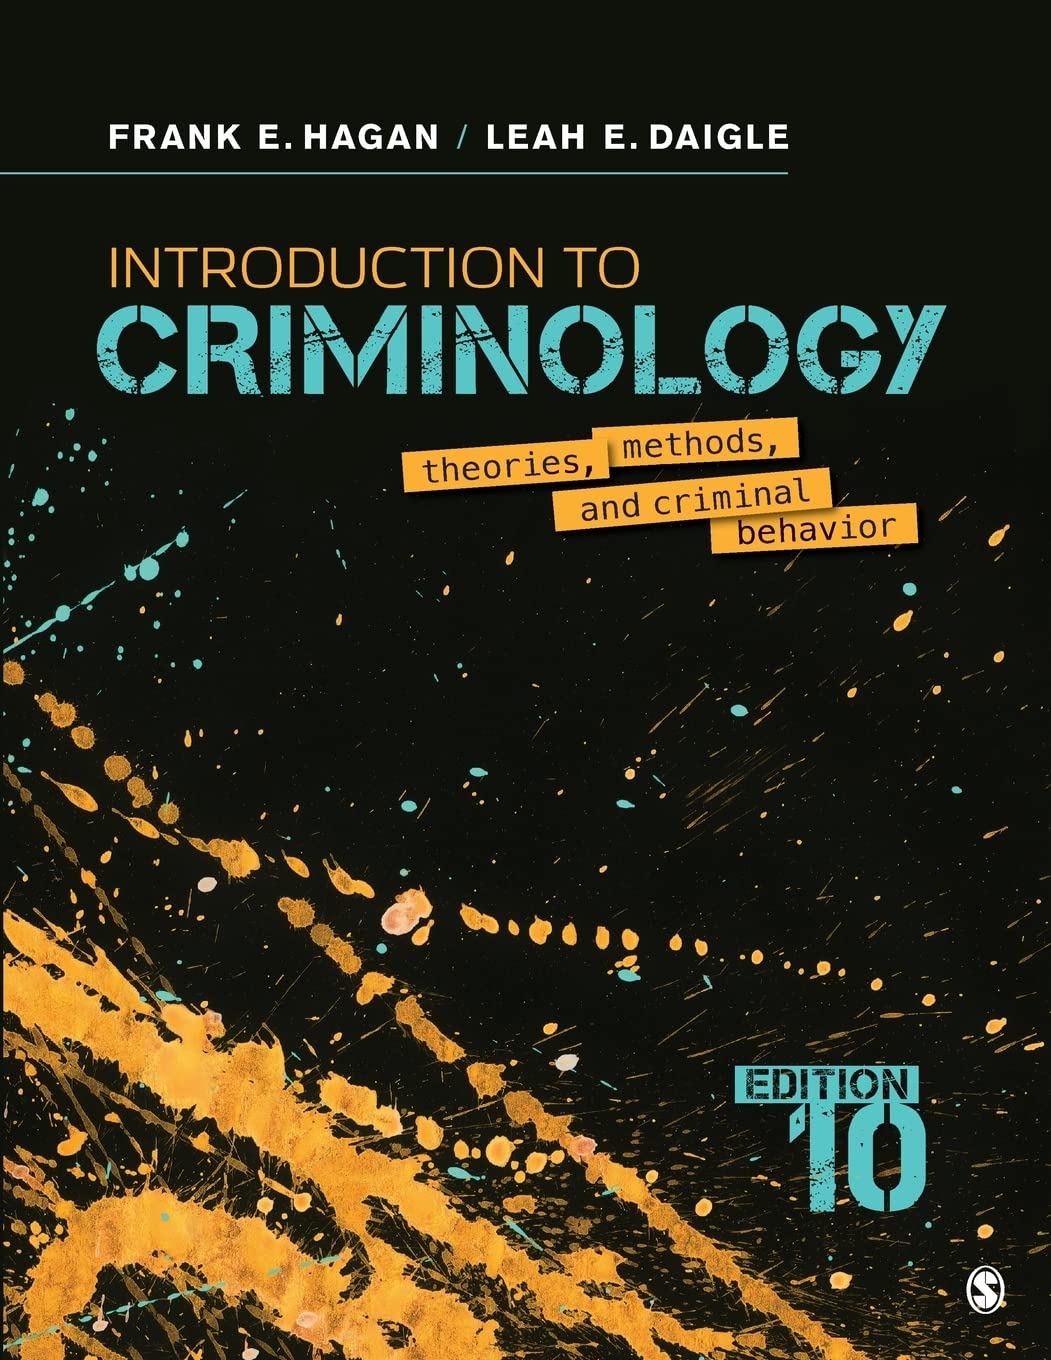 FRANK E. HAGAN / LEAH E. DAIGLE
INTRODUCTION TO
CRIMINOLOGY
theories, methods,
and criminal
behavior
EDITION
10
S